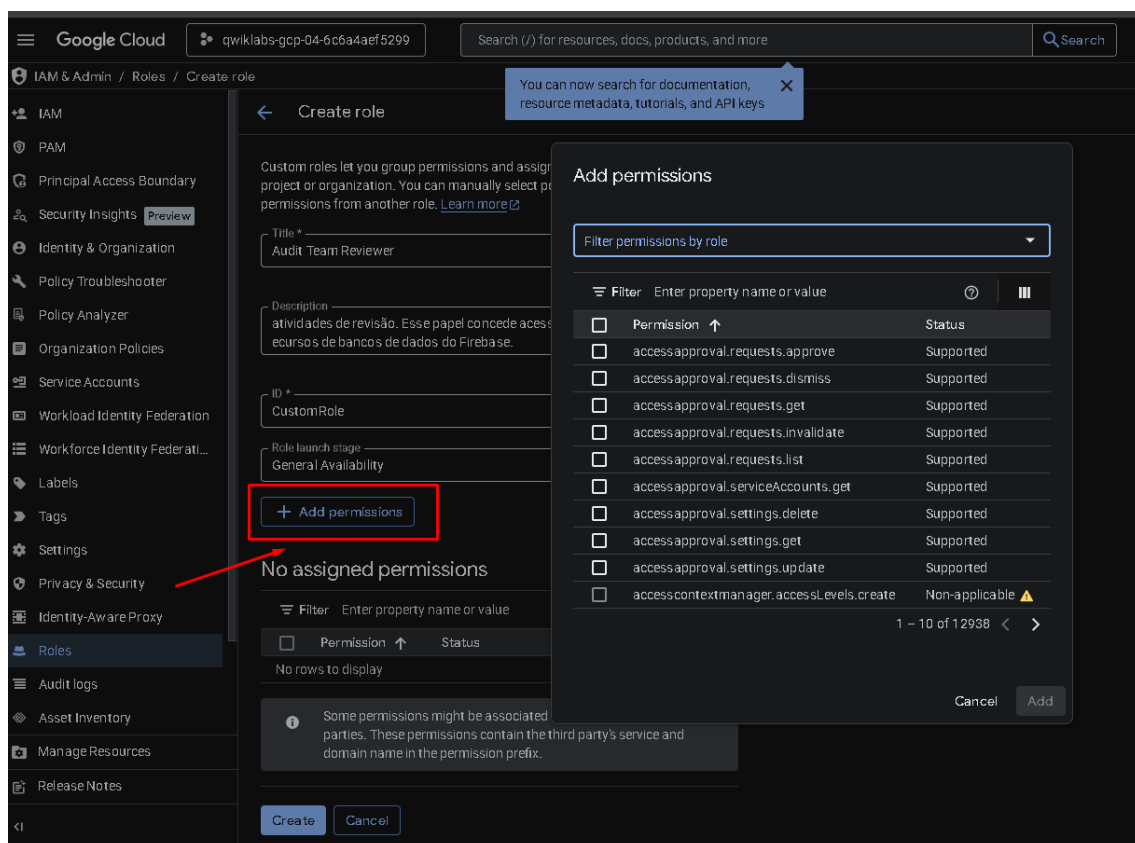 Google Cloud
qwiklabs-gcp-04-6c6a4aef5299
Search (/) for resources, docs, products, and more
Search
IAM & Admin / Roles / Create role
You can now search for documentation,
resource metadata, tutorials, and API keys
IAM
PAM
Principal Access Boundary
Security Insights Preview
Identity & Organization
Policy Troubleshooter
Policy Analyzer
Organization Policies
Service Accounts
Workload Identity Federation
Workforce Identity Federati...
Labels
Tags
Settings
Privacy & Security
Identity-Aware Proxy
Roles
Audit logs
Asset Inventory
Manage Resources
Release Notes
Create role
Custom roles let you group permissions and assign
project or organization. You can manually select pe
permissions from another role. Learn more
Title *
Audit Team Reviewer
Description
atividades de revisão. Esse papel concede acess
ecursos de bancos de dados do Firebase.
ID *
CustomRole
Role launch stage
General Availability
+ Add permissions
No assigned permissions
Filter Enter property name or value
Permission Status
No rows to display
Some permissions might be associated
parties. These permissions contain the third party's service and
domain name in the permission prefix.
Create Cancel
Add permissions
Filter permissions by role
Filter Enter property name or value
Permission Status
accessapproval.requests.approve Supported
accessapproval.requests.dismiss Supported
accessapproval.requests.get Supported
accessapproval.requests.invalidate Supported
accessapproval.requests.list Supported
accessapproval.serviceAccounts.get Supported
accessapproval.settings.delete Supported
accessapproval.settings.get Supported
accessapproval.settings.update Supported
accesscontextmanager.accessLevels.create Non-applicable
1 – 10 of 12938
Cancel Add